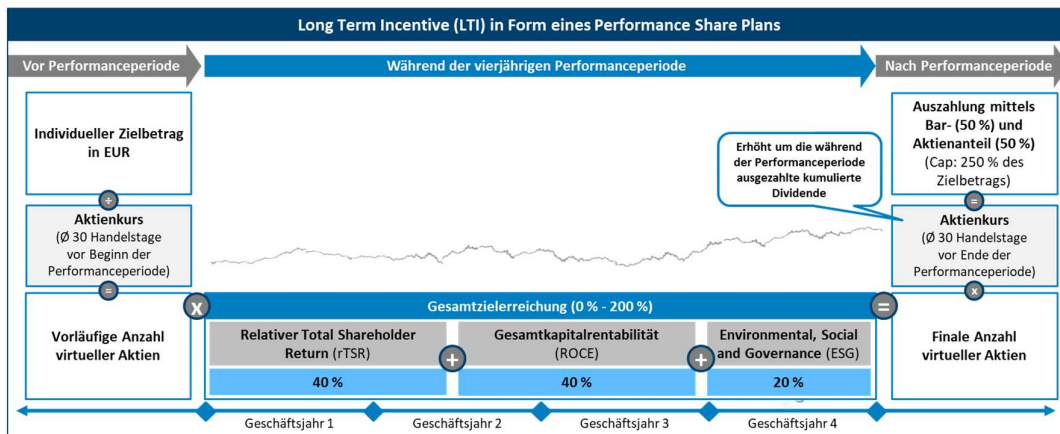 Long Term Incentive (LTI) in Form eines Performance Share Plans
Vor Performanceperiode
Während der vierjährigen Performanceperiode
Nach Performanceperiode
Individueller Zielbetrag
in EUR
÷
Aktienkurs
(Ø 30 Handelstage
vor Beginn der
Performanceperiode)
=
Vorläufige Anzahl
virtueller Aktien
x
Erhöht um die während
der Performanceperiode
ausgezahlte kumulierte
Dividende
Gesamtzielerreichung (0 % - 200 %)
Relativer Total Shareholder
Return (rTSR)
40 %
+
Gesamtkapitalrentabilität
(ROCE)
40 %
+
Environmental, Social
and Governance (ESG)
20 %
=
Auszahlung mittels
Bar- (50 %) und
Aktienanteil (50 %)
(Cap: 250 % des
Zielbetrags)
=
Aktienkurs
(Ø 30 Handelstage
vor Ende der
Performanceperiode)
x
Finale Anzahl
virtueller Aktien
Geschäftsjahr 1
Geschäftsjahr 2
Geschäftsjahr 3
Geschäftsjahr 4